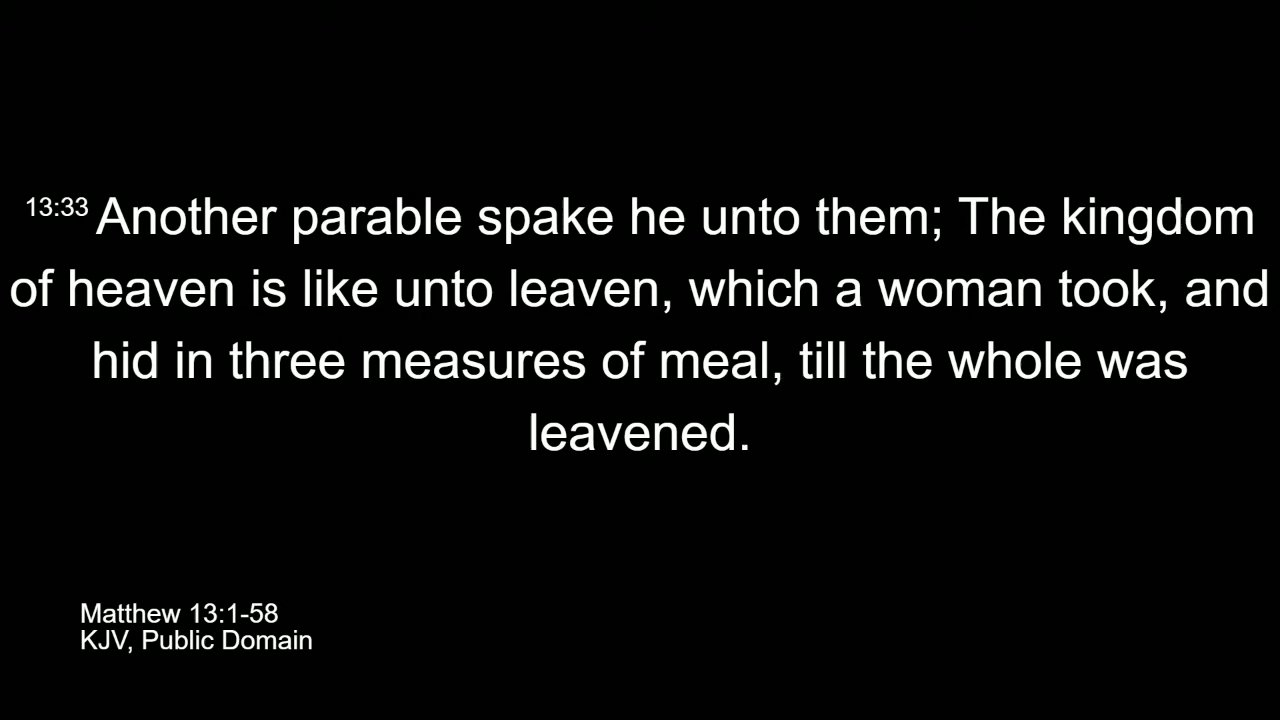 13:33 Another parable spake he unto them; The kingdom
of heaven is like unto leaven, which a woman took, and
hid in three measures of meal, till the whole was
leavened.
Matthew 13:1-58
KJV, Public Domain